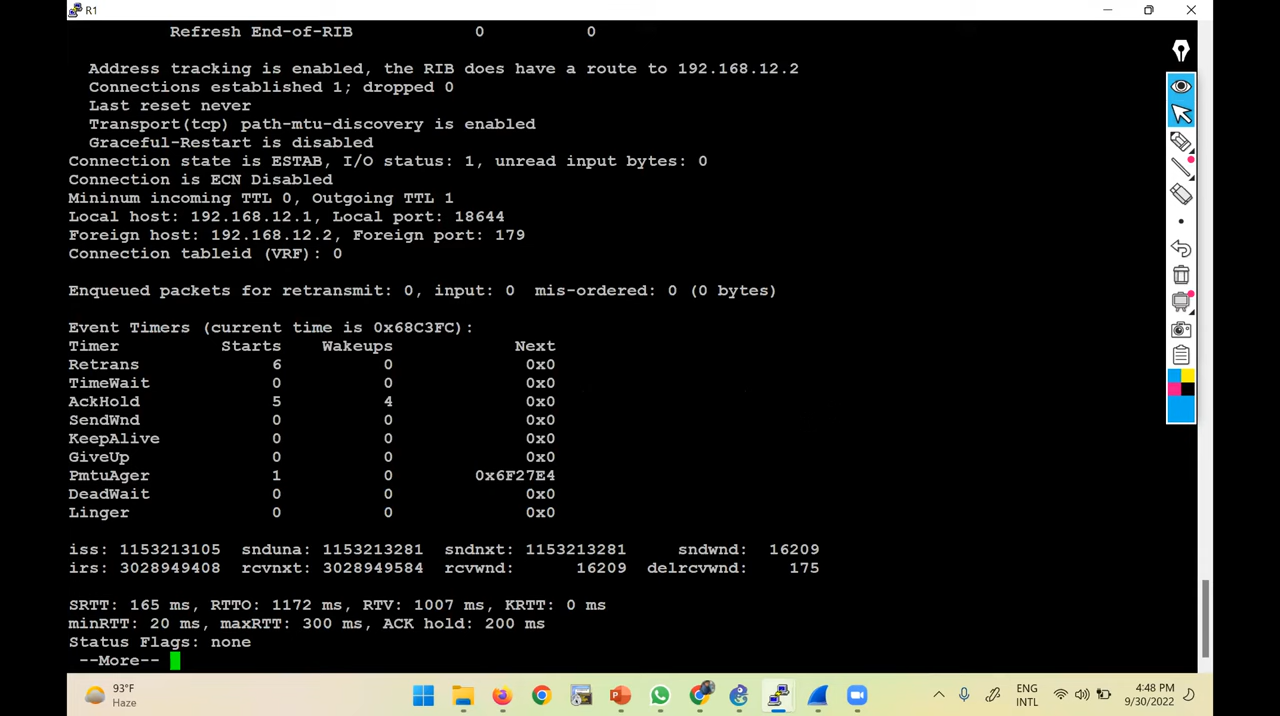 R1
Refresh End-of-RIB 0 0
Address tracking is enabled, the RIB does have a route to 192.168.12.2
Connections established 1; dropped 0
Last reset never
Transport(tcp) path-mtu-discovery is enabled
Graceful-Restart is disabled
Connection state is ESTAB, I/O status: 1, unread input bytes: 0
Connection is ECN Disabled
Mininum incoming TTL 0, Outgoing TTL 1
Local host: 192.168.12.1, Local port: 18644
Foreign host: 192.168.12.2, Foreign port: 179
Connection tableid (VRF): 0
Enqueued packets for retransmit: 0, input: 0 mis-ordered: 0 (0 bytes)
Event Timers (current time is 0x68C3FC):
Timer Starts Wakeups Next
Retrans 6 0 0x0
TimeWait 0 0 0x0
AckHold 5 4 0x0
SendWnd 0 0 0x0
KeepAlive 0 0 0x0
GiveUp 0 0 0x0
PmtuAger 1 0 0x6F27E4
DeadWait 0 0 0x0
Linger 0 0 0x0
iss: 1153213105 snduna: 1153213281 sndnxt: 1153213281 sndwnd: 16209
irs: 3028949408 rcvnxt: 3028949584 rcvwnd: 16209 delrcvwnd: 175
SRTT: 165 ms, RTTO: 1172 ms, RTV: 1007 ms, KRTT: 0 ms
minRTT: 20 ms, maxRTT: 300 ms, ACK hold: 200 ms
Status Flags: none
--More--
93°F
Haze
ENG
INTL
4:48 PM
9/30/2022